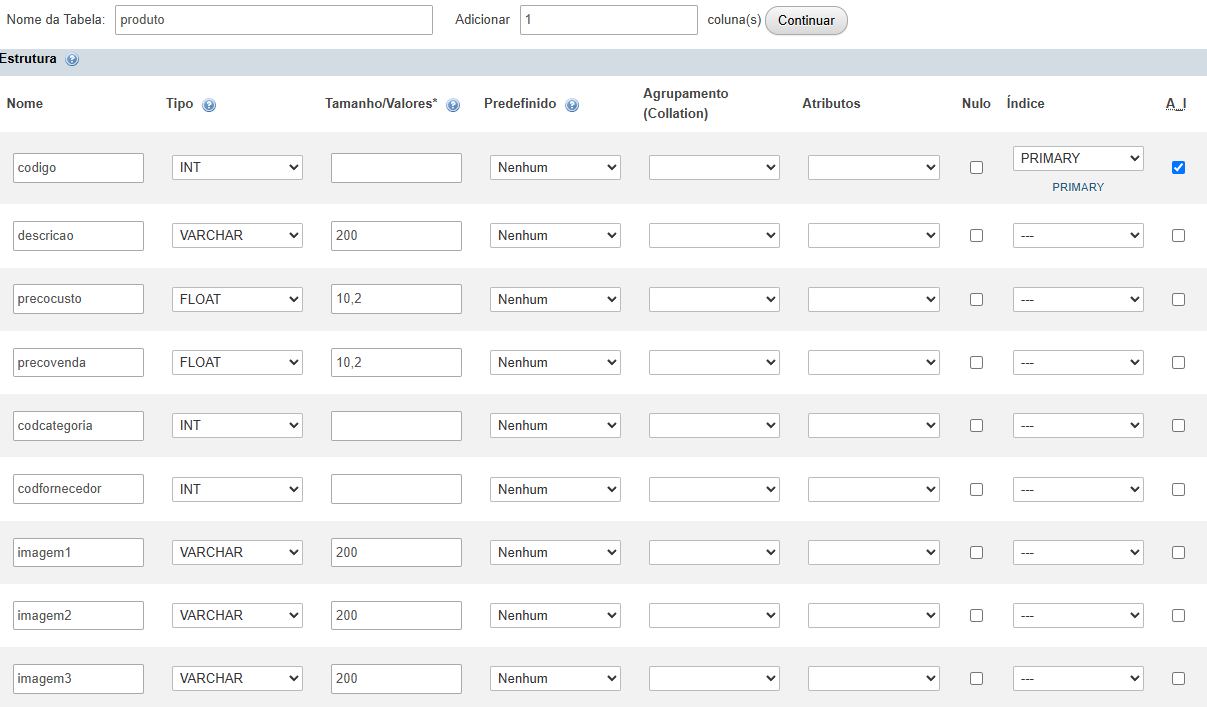 Nome da Tabela: produto Adicionar 1 coluna(s) Continuar
Estrutura
Nome Tipo Tamanho/Valores* Predefinido Agrupamento (Collation) Atributos Nulo Índice A_I
codigo INT Nenhum PRIMARY
PRIMARY
descricao VARCHAR 200 Nenhum ---
precocusto FLOAT 10,2 Nenhum ---
precovenda FLOAT 10,2 Nenhum ---
codcategoria INT Nenhum ---
codfornecedor INT Nenhum ---
imagem1 VARCHAR 200 Nenhum ---
imagem2 VARCHAR 200 Nenhum ---
imagem3 VARCHAR 200 Nenhum ---